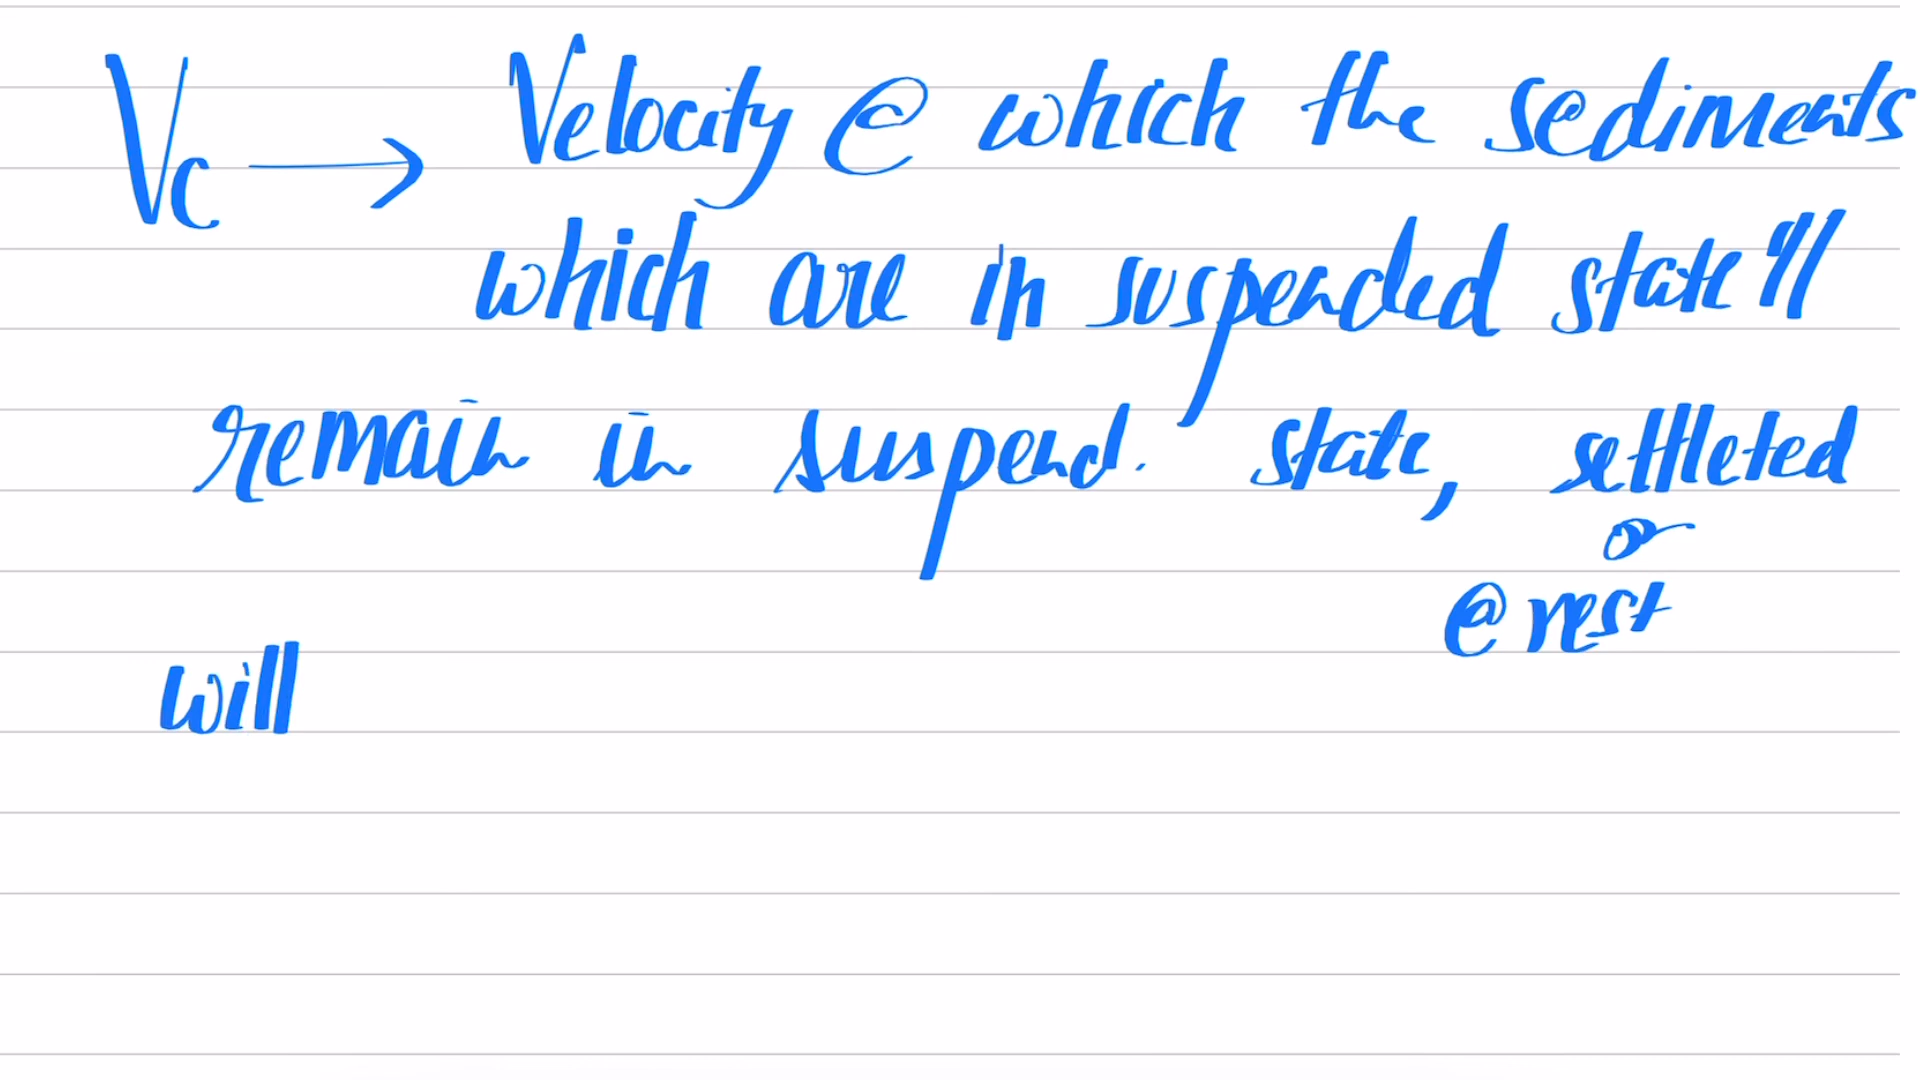 Vc → Velocity @ which the sediments
which are in suspended state'll
remain in suspend. state, settleted
or
@ rest
will